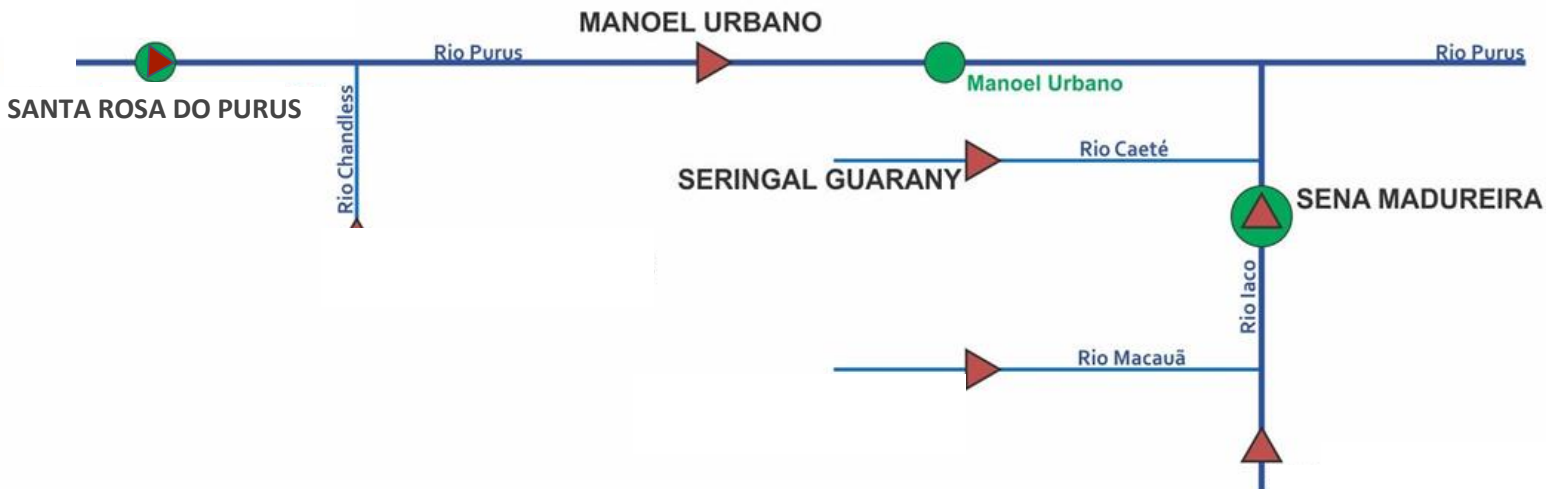 MANOEL URBANO
Rio Purus
Rio Purus
Manoel Urbano
SANTA ROSA DO PURUS
Rio Chandless
Rio Caeté
SERINGAL GUARANY
SENA MADUREIRA
Rio Iaco
Rio Macauã